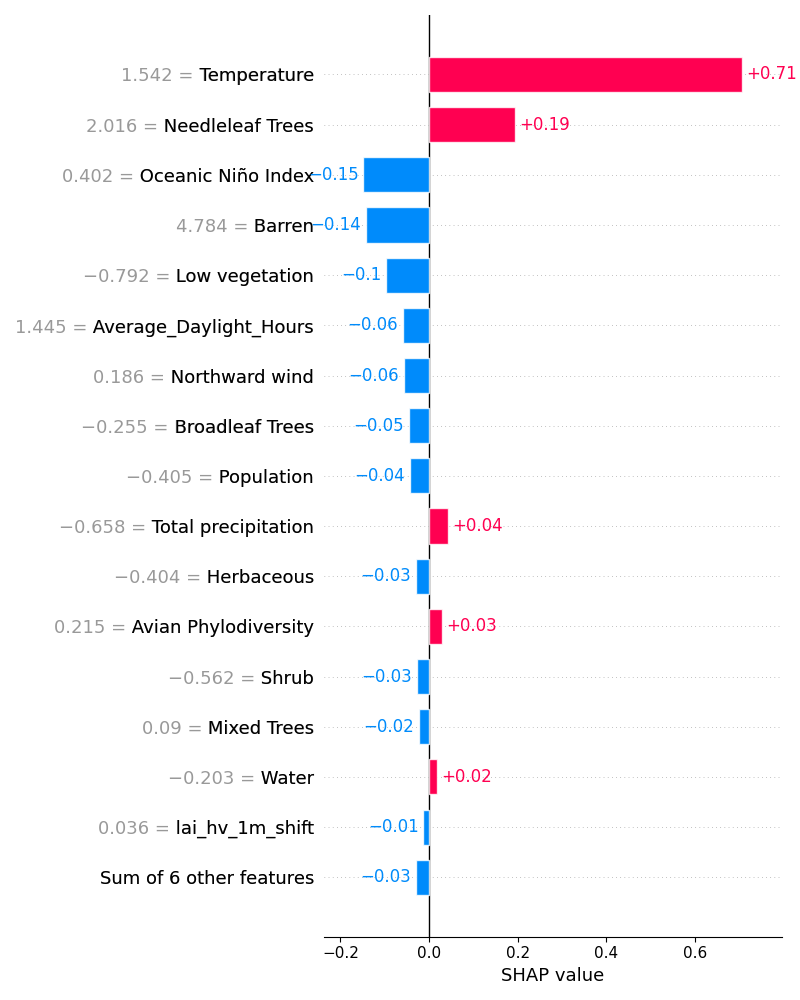 1.542 = Temperature +0.71
2.016 = Needleleaf Trees +0.19
0.402 = Oceanic Niño Index −0.15
4.784 = Barren −0.14
−0.792 = Low vegetation −0.1
1.445 = Average_Daylight_Hours −0.06
0.186 = Northward wind −0.06
−0.255 = Broadleaf Trees −0.05
−0.405 = Population −0.04
−0.658 = Total precipitation +0.04
−0.404 = Herbaceous −0.03
0.215 = Avian Phylodiversity +0.03
−0.562 = Shrub −0.03
0.09 = Mixed Trees −0.02
−0.203 = Water +0.02
0.036 = lai_hv_1m_shift −0.01
Sum of 6 other features −0.03
−0.2 0.0 0.2 0.4 0.6
SHAP value